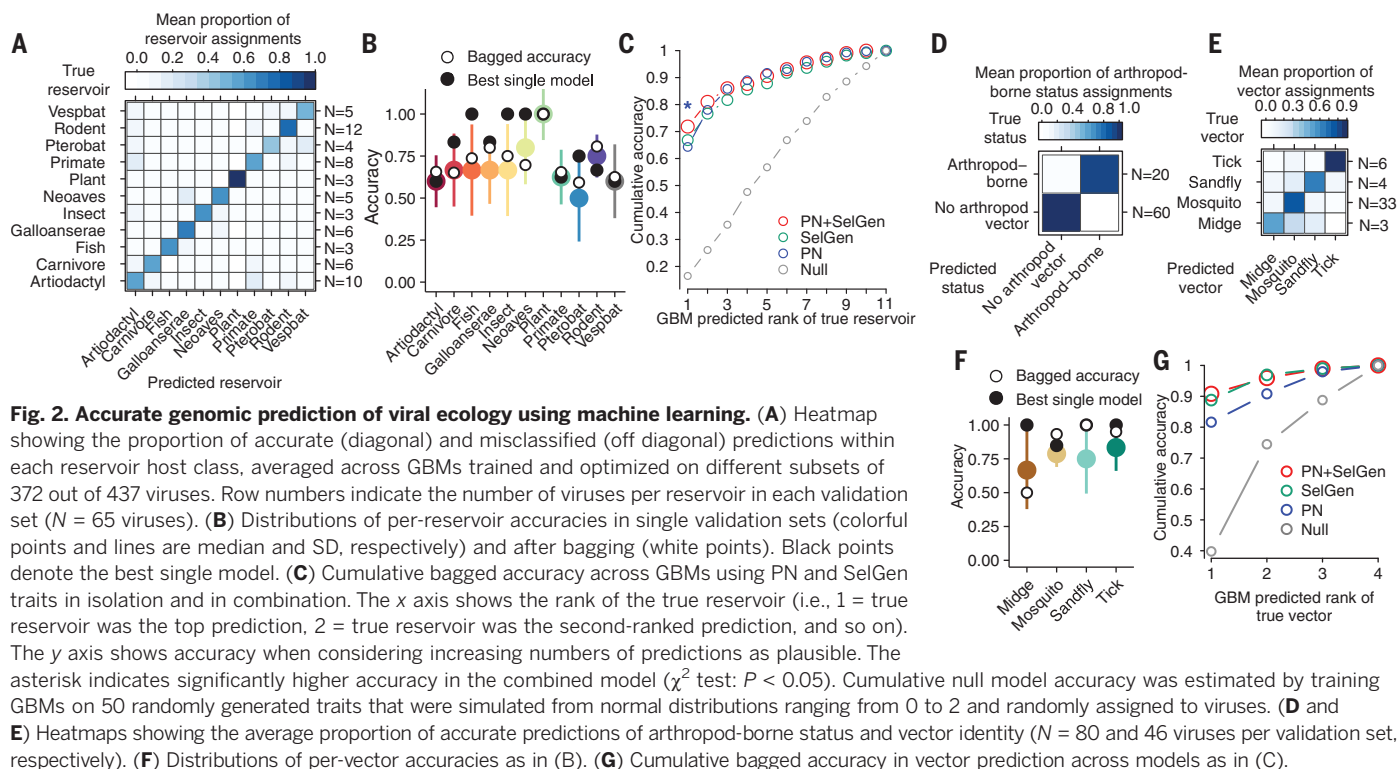 A
Mean proportion of
reservoir assignments
0.0 0.2 0.4 0.6 0.8 1.0
True
reservoir
Vespbat
Rodent
Pterobat
Primate
Plant
Neoaves
Insect
Galloanserae
Fish
Carnivore
Artiodactyl
N=5
N=12
N=4
N=8
N=3
N=5
N=3
N=6
N=3
N=6
N=10
Artiodactyl
Carnivore
Fish
Galloanserae
Insect
Neoaves
Plant
Primate
Pterobat
Rodent
Vespbat
Predicted reservoir
B
Bagged accuracy
Best single model
Accuracy
1.00
0.75
0.50
0.25
0.00
Artiodactyl
Carnivore
Fish
Galloanserae
Insect
Neoaves
Plant
Primate
Pterobat
Rodent
Vespbat
C
Cumulative accuracy
1
0.9
0.8
0.7
0.6
0.5
0.4
0.3
0.2
*
PN+SelGen
SelGen
PN
Null
1 3 5 7 9 11
GBM predicted rank of true reservoir
D
Mean proportion of arthropod-
borne status assignments
0.0 0.4 0.8 1.0
True
status
Arthropod–
borne
No arthropod
vector
N=20
N=60
Predicted
status
No arthropod
vector
Arthropod–borne
E
Mean proportion of
vector assignments
0.0 0.3 0.6 0.9
True
vector
Tick
Sandfly
Mosquito
Midge
N=6
N=4
N=33
N=3
Predicted
vector
Midge
Mosquito
Sandfly
Tick
F
Bagged accuracy
Best single model
Accuracy
1.00
0.75
0.50
0.25
0.00
Midge
Mosquito
Sandfly
Tick
G
Cumulative accuracy
1
0.9
0.8
0.7
0.6
0.5
0.4
PN+SelGen
SelGen
PN
Null
1 2 3 4
GBM predicted rank of
true vector
Fig. 2. Accurate genomic prediction of viral ecology using machine learning. (A) Heatmap
showing the proportion of accurate (diagonal) and misclassified (off diagonal) predictions within
each reservoir host class, averaged across GBMs trained and optimized on different subsets of
372 out of 437 viruses. Row numbers indicate the number of viruses per reservoir in each validation
set (N = 65 viruses). (B) Distributions of per-reservoir accuracies in single validation sets (colorful
points and lines are median and SD, respectively) and after bagging (white points). Black points
denote the best single model. (C) Cumulative bagged accuracy across GBMs using PN and SelGen
traits in isolation and in combination. The x axis shows the rank of the true reservoir (i.e., 1 = true
reservoir was the top prediction, 2 = true reservoir was the second-ranked prediction, and so on).
The y axis shows accuracy when considering increasing numbers of predictions as plausible. The
asterisk indicates significantly higher accuracy in the combined model (χ² test: P < 0.05). Cumulative null model accuracy was estimated by training
GBMs on 50 randomly generated traits that were simulated from normal distributions ranging from 0 to 2 and randomly assigned to viruses. (D and
E) Heatmaps showing the average proportion of accurate predictions of arthropod-borne status and vector identity (N = 80 and 46 viruses per validation set,
respectively). (F) Distributions of per-vector accuracies as in (B). (G) Cumulative bagged accuracy in vector prediction across models as in (C).